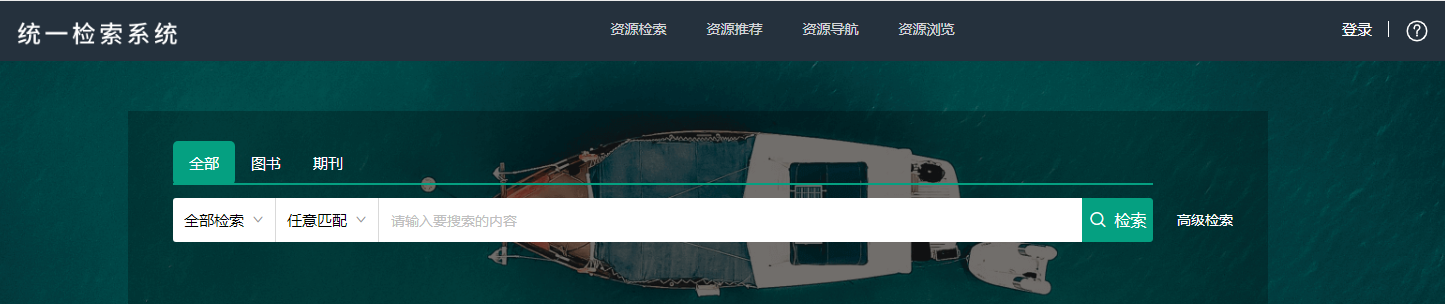 统一检索系统
资源检索 资源推荐 资源导航 资源浏览
登录
全部 图书 期刊
全部检索 任意匹配 请输入要搜索的内容 检索 高级检索